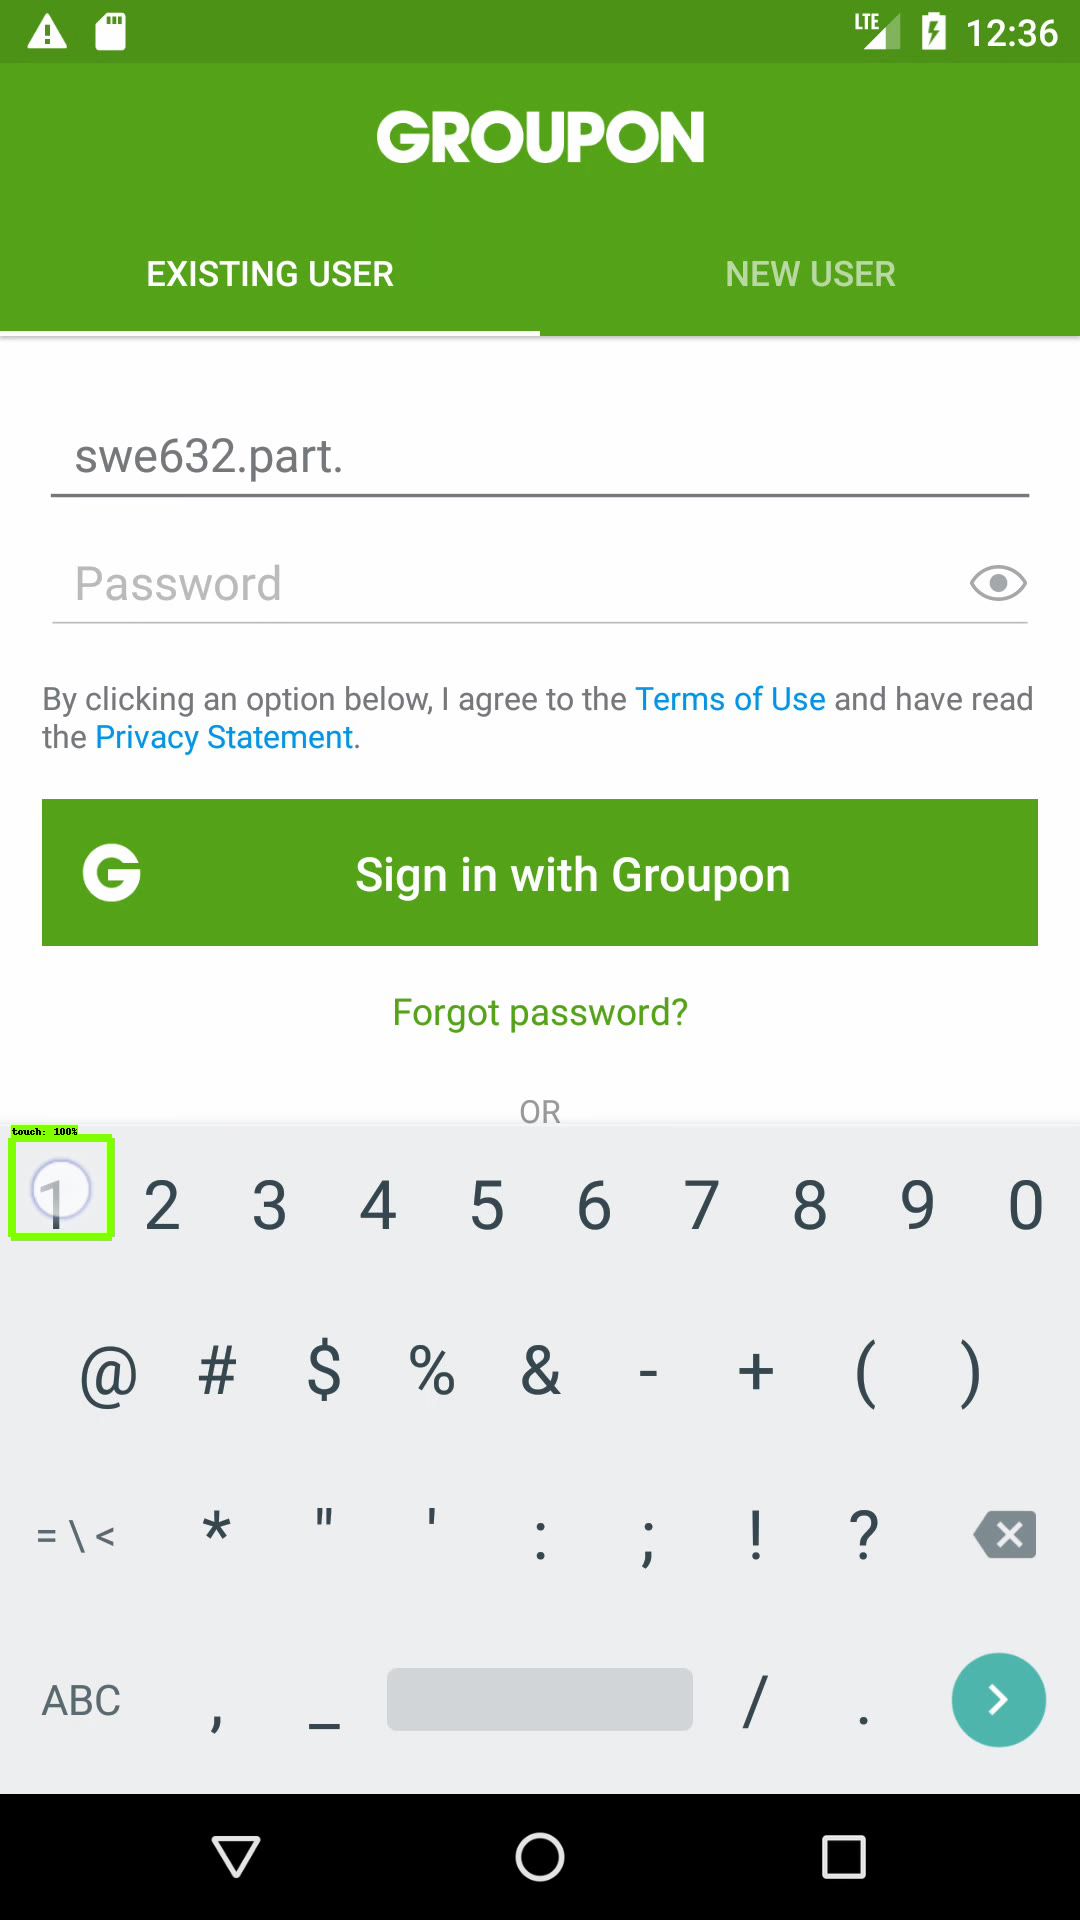 LTE 12:36
GROUPON
EXISTING USER NEW USER
swe632.part.
Password
By clicking an option below, I agree to the Terms of Use and have read
the Privacy Statement.
G Sign in with Groupon
Forgot password?
OR
touch: 100%
1 2 3 4 5 6 7 8 9 0
@ # $ % & - + ( )
= \ < * " ' : ; ! ?
ABC , _ / .